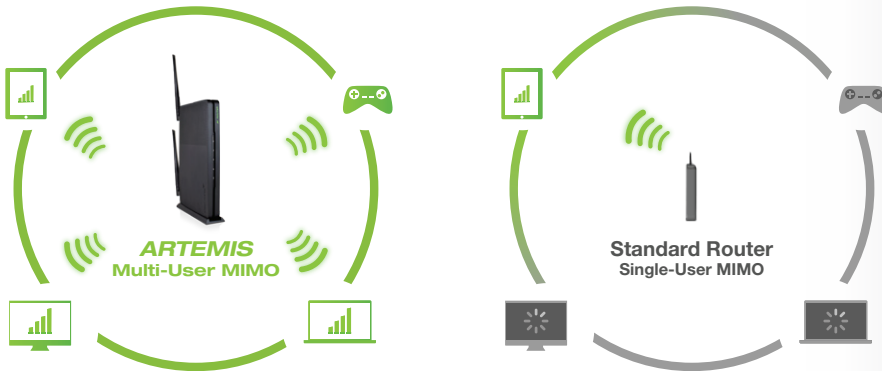 ARTEMIS
Multi-User MIMO
Standard Router
Single-User MIMO